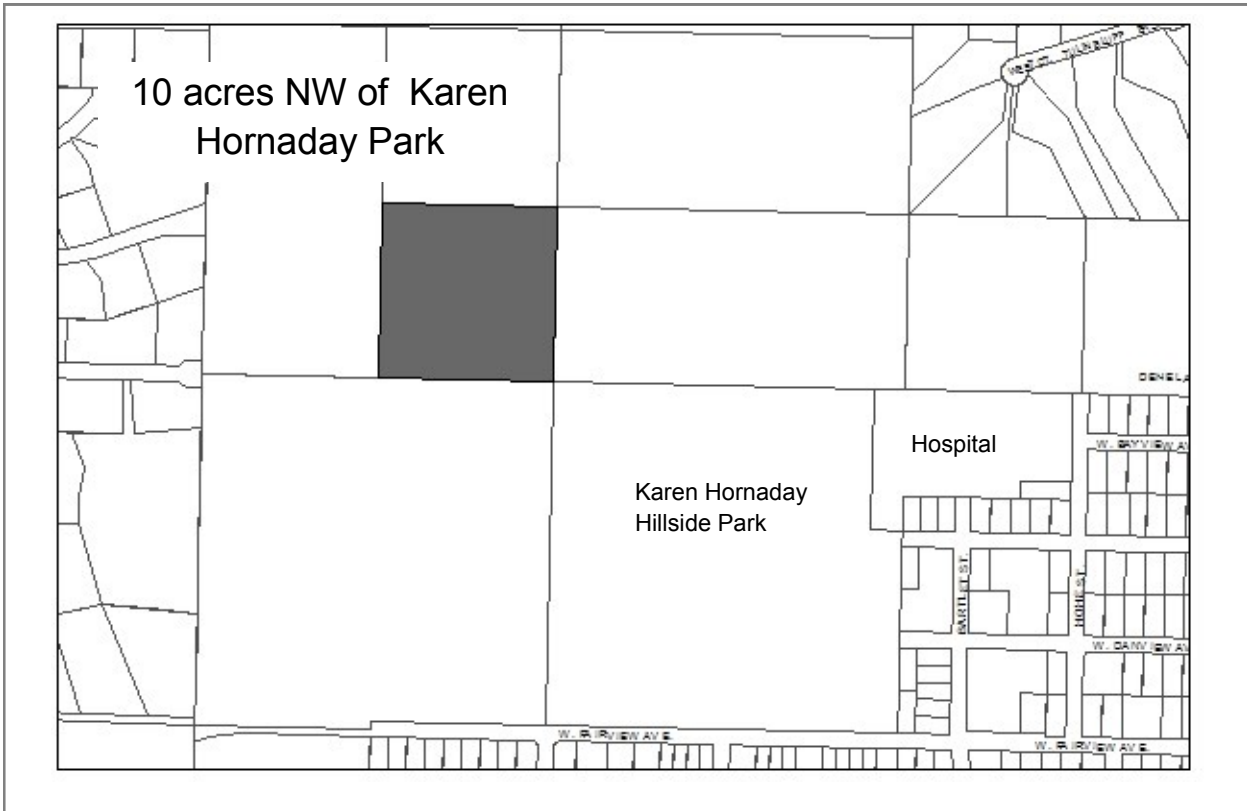 10 acres NW of Karen
Hornaday Park
Hospital
Karen Hornaday
Hillside Park
W. BAYVIEW AV
BARTLETT ST.
HOHE ST.
W. DANVIEW AV
W. FAIRVIEW AVE.
W. FAIRVIEW AVE.